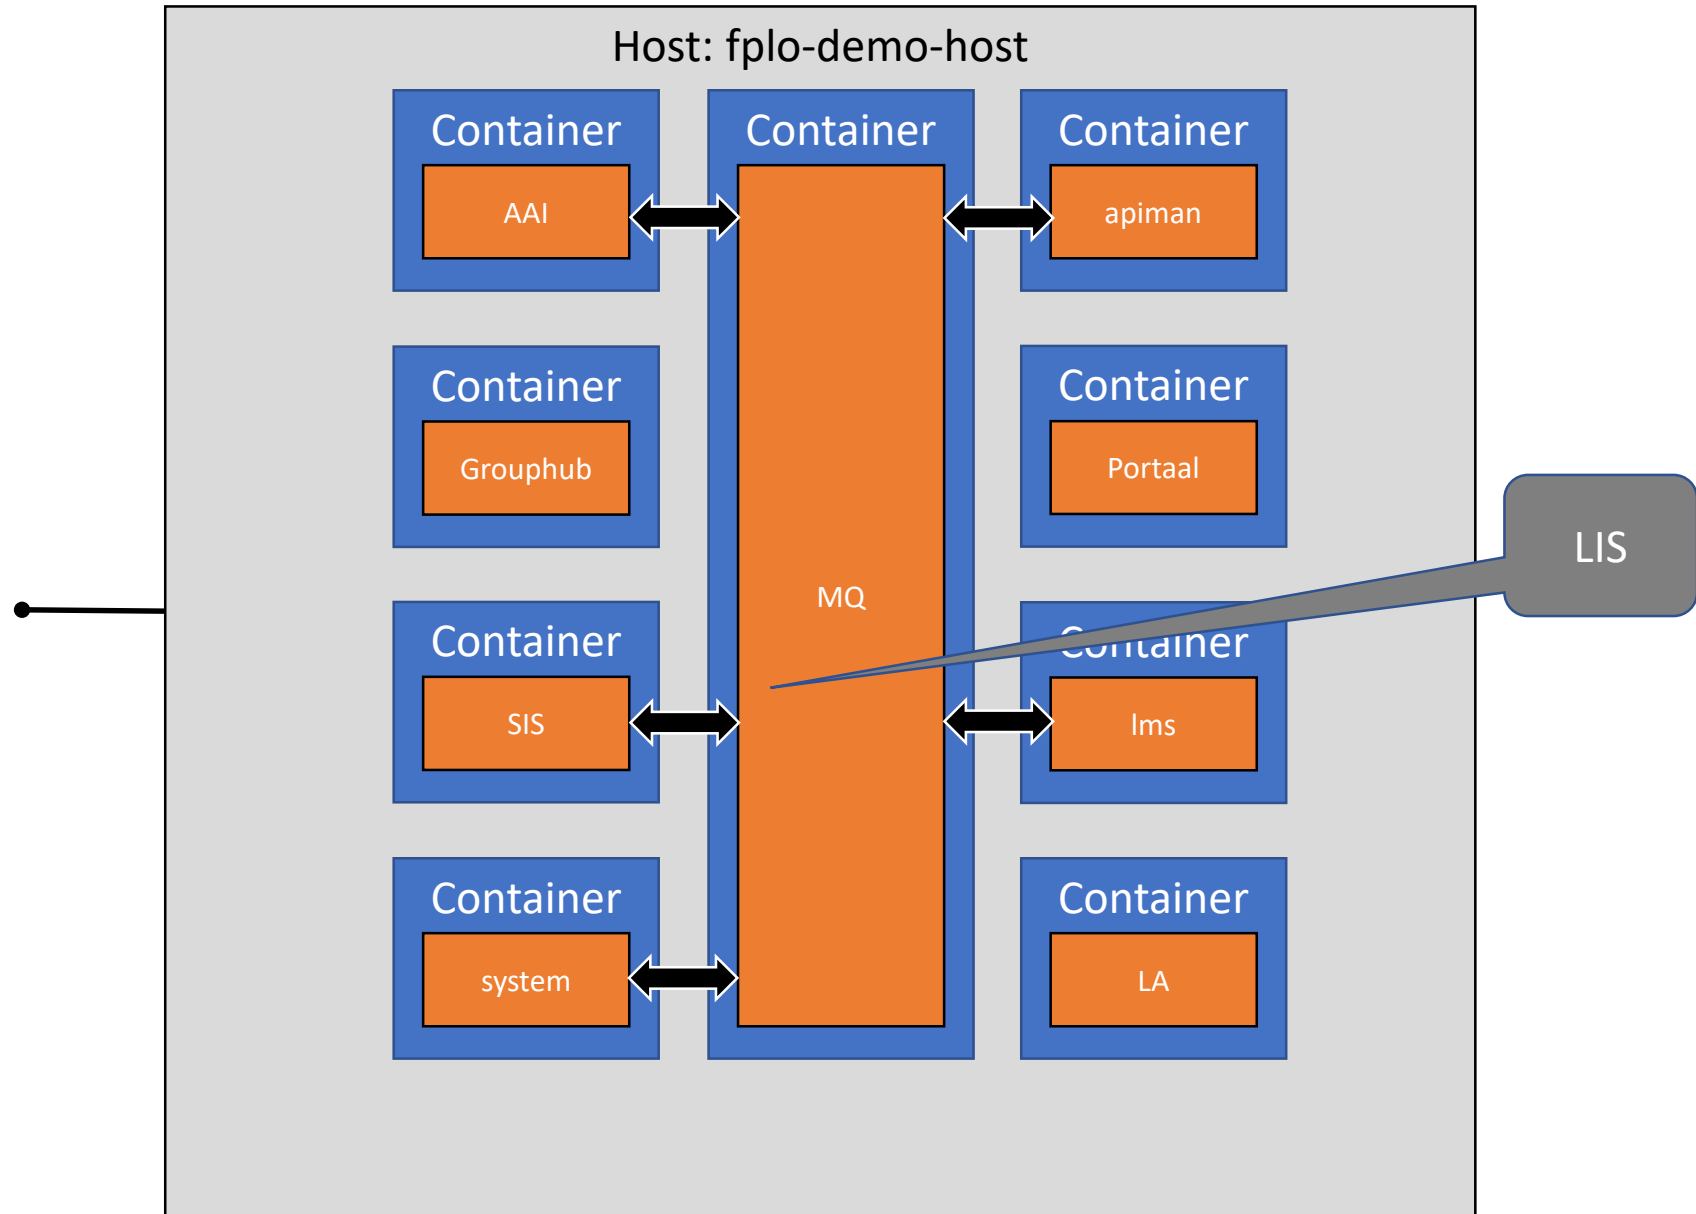 Host: fplo-demo-host
Container
Container
Container
AAI
apiman
Container
Container
Grouphub
Portaal
LIS
MQ
Container
Container
SIS
lms
Container
Container
system
LA